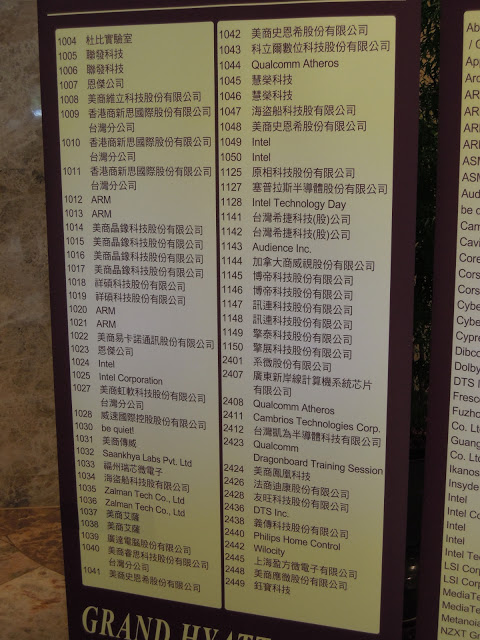 1004 杜比實驗室
1005 聯發科技
1006 聯發科技
1007 恩傑公司
1008 美商維立科技股份有限公司
1009 香港商新思國際股份有限公司
台灣分公司
1010 香港商新思國際股份有限公司
台灣分公司
1011 香港商新思國際股份有限公司
台灣分公司
1012 ARM
1013 ARM
1014 美商晶鐌科技股份有限公司
1015 美商晶鐌科技股份有限公司
1016 美商晶鐌科技股份有限公司
1017 美商晶鐌科技股份有限公司
1018 祥碩科技股份有限公司
1019 祥碩科技股份有限公司
1020 ARM
1021 ARM
1022 美商易卡諾通訊股份有限公司
1023 恩傑公司
1024 Intel
1025 Intel Corporation
1027 美商虹軟科技股份有限公司
台灣分公司
1028 威速國際控股股份有限公司
1030 be quiet!
1031 美商傳威
1032 Saankhya Labs Pvt. Ltd
1033 福州瑞芯微電子
1034 海盜船科技股份有限公司
1035 Zalman Tech Co., Ltd
1036 Zalman Tech Co., Ltd
1037 美商艾薩
1038 美商艾薩
1039 廣達電腦股份有限公司
1040 美商睿思科技股份有限公司
台灣分公司
1041 美商史恩希股份有限公司
1042 美商史恩希股份有限公司
1043 科立爾數位科技股份有限公司
1044 Qualcomm Atheros
1045 慧榮科技
1046 慧榮科技
1047 海盜船科技股份有限公司
1048 美商史恩希股份有限公司
1049 Intel
1050 Intel
1125 原相科技股份有限公司
1127 塞普拉斯半導體股份有限公司
1128 Intel Technology Day
1141 台灣希捷科技(股)公司
1142 台灣希捷科技(股)公司
1143 Audience Inc.
1144 加拿大商威視股份有限公司
1145 博帝科技股份有限公司
1146 博帝科技股份有限公司
1147 訊連科技股份有限公司
1148 訊連科技股份有限公司
1149 擎泰科技股份有限公司
1150 擎展科技股份有限公司
2401 系微股份有限公司
2407 廣東新岸線計算機系統芯片
有限公司
2408 Qualcomm Atheros
2411 Cambrios Technologies Corp.
2412 台灣凱為半導體科技有限公司
2423 Qualcomm
Dragonboard Training Session
2424 美商鳳凰科技
2426 法商迪康股份有限公司
2428 友旺科技股份有限公司
2436 DTS Inc.
2438 義傳科技股份有限公司
2440 Philips Home Control
2442 Wilocity
2445 上海盈方微電子有限公司
2448 美商應微股份有限公司
2449 鈺寶科技
GRAND HYATT
Ab
/ G
App
Arc
AR
AR
AR
ASM
ASM
Aud
be q
Cam
Cavi
Core
Cors
Cors
Cybe
Cybe
Cypre
Dibco
Dolby
DTS I
Fresco
Fuzho
Co. Lt
Guang
Co. Lt
Ikanos
Insyde
Intel
Intel Co
Intel
Intel
Intel Te
LSI Corp
LSI Corp
MediaTe
MediaTe
Metanoia
NZXT G